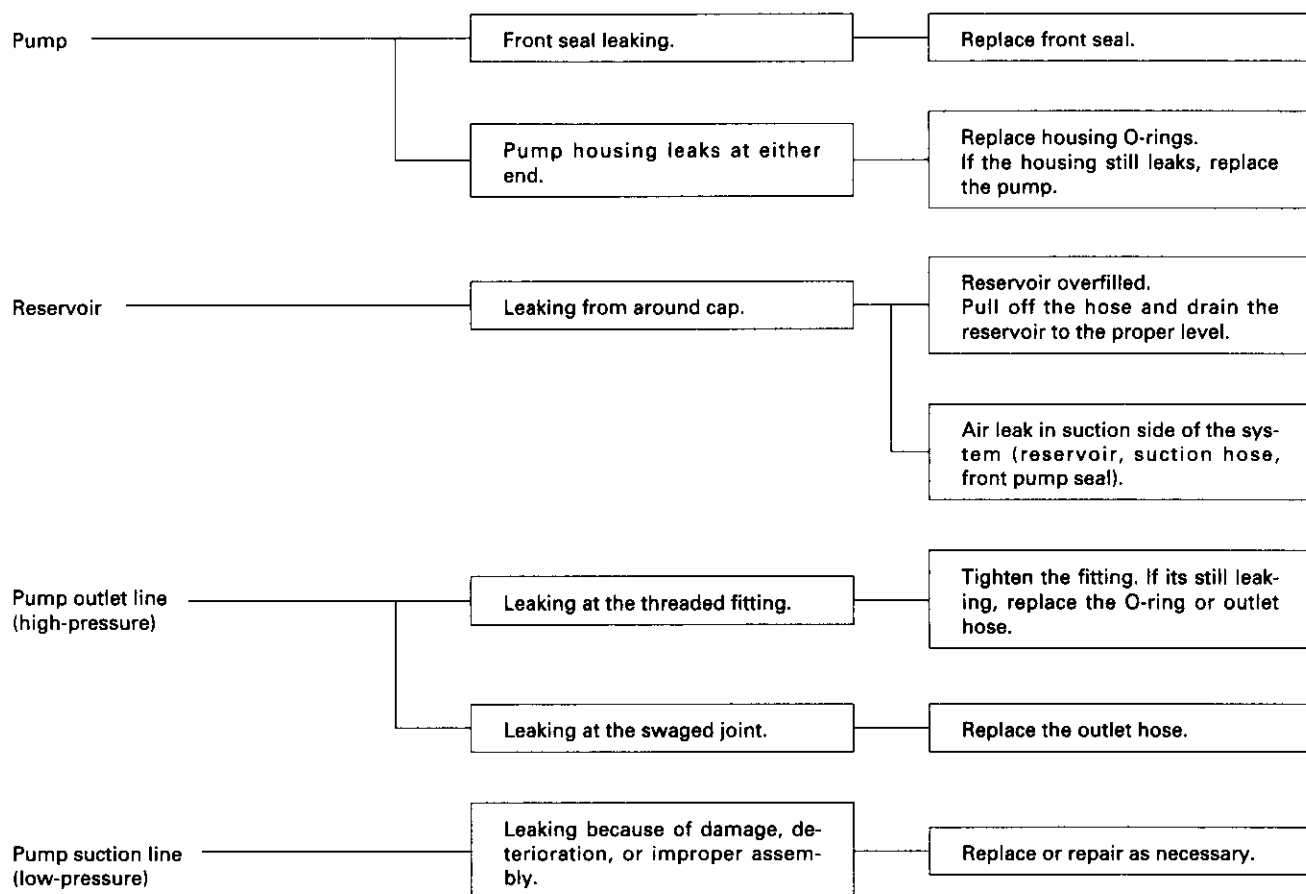 Pump
Front seal leaking.
Replace front seal.
Pump housing leaks at either
end.
Replace housing O-rings.
If the housing still leaks, replace
the pump.
Reservoir
Leaking from around cap.
Reservoir overfilled.
Pull off the hose and drain the
reservoir to the proper level.
Air leak in suction side of the sys-
tem (reservoir, suction hose,
front pump seal).
Pump outlet line
(high-pressure)
Leaking at the threaded fitting.
Tighten the fitting. If its still leak-
ing, replace the O-ring or outlet
hose.
Leaking at the swaged joint.
Replace the outlet hose.
Pump suction line
(low-pressure)
Leaking because of damage, de-
terioration, or improper assem-
bly.
Replace or repair as necessary.